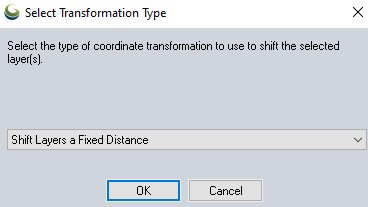 Select Transformation Type
Select the type of coordinate transformation to use to shift the selected
layer(s).
Shift Layers a Fixed Distance
OK
Cancel